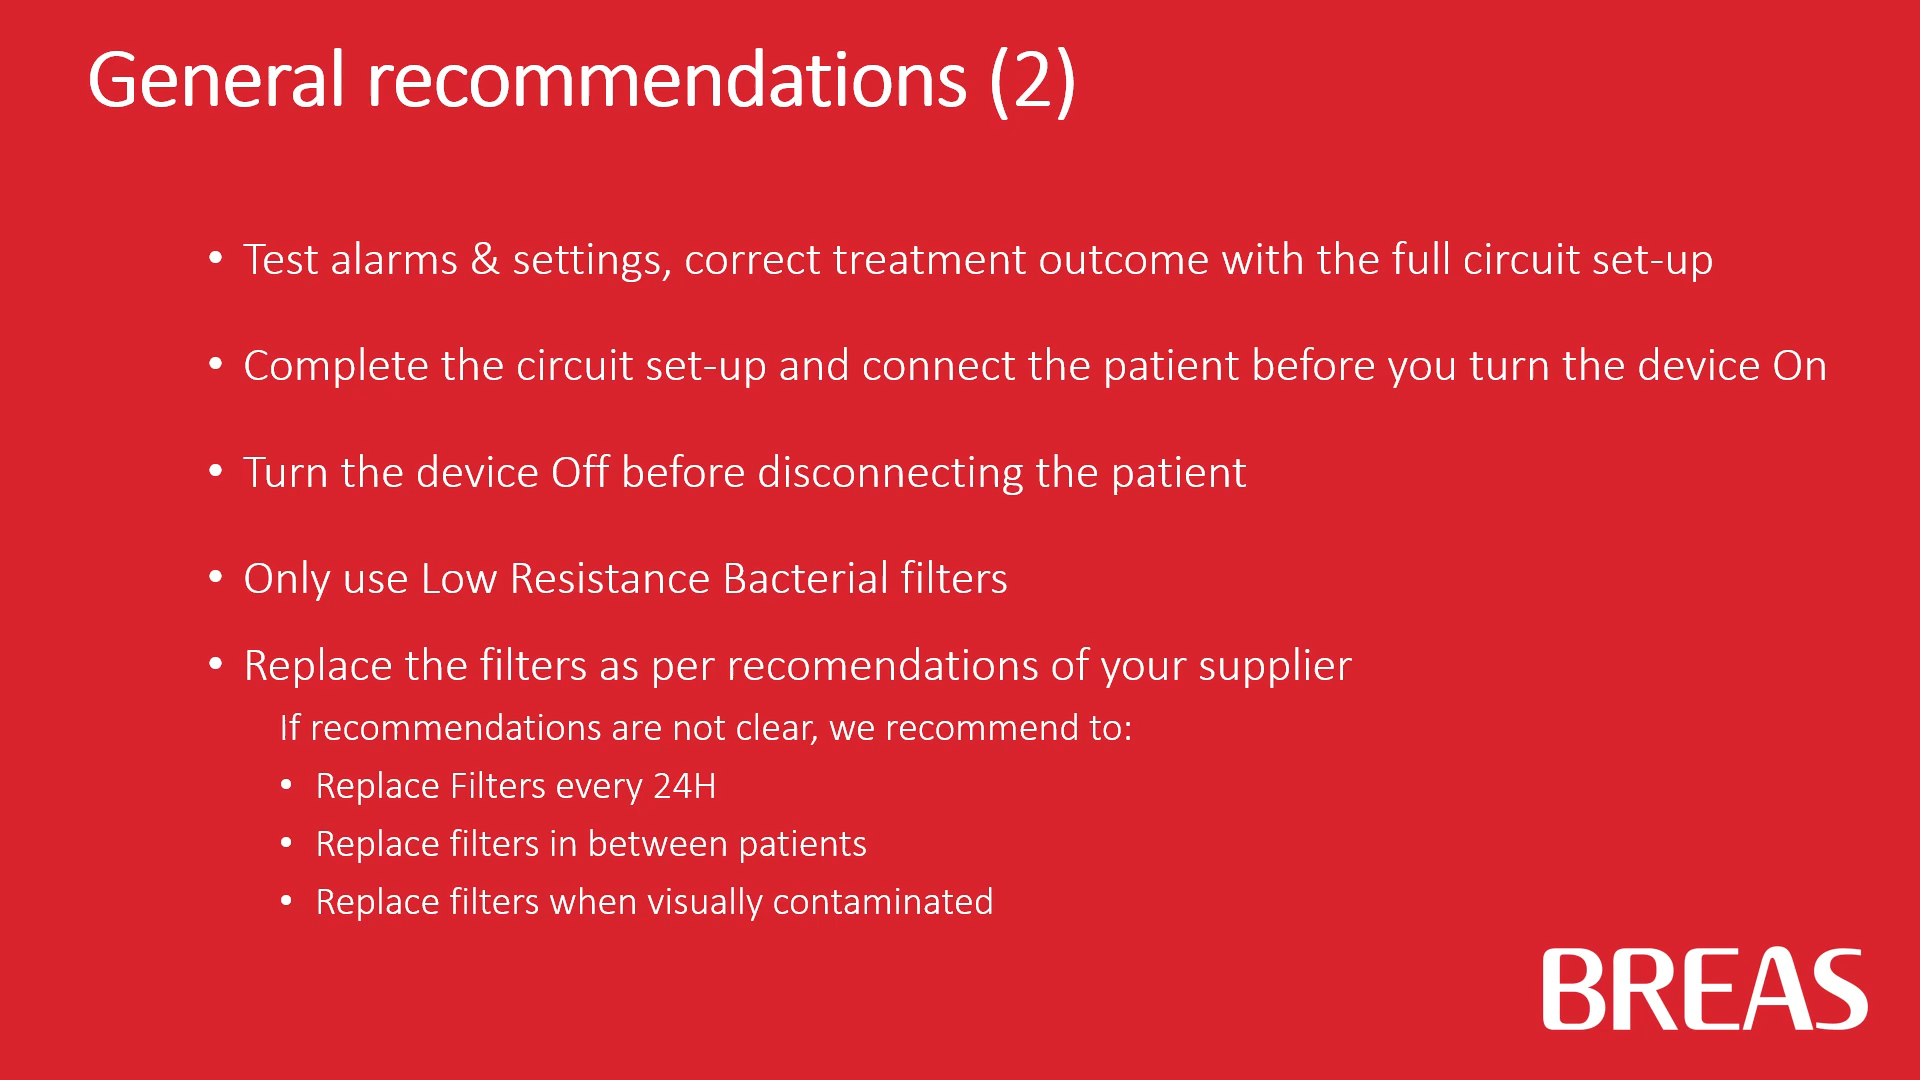 General recommendations (2)
• Test alarms & settings, correct treatment outcome with the full circuit set-up
• Complete the circuit set-up and connect the patient before you turn the device On
• Turn the device Off before disconnecting the patient
• Only use Low Resistance Bacterial filters
• Replace the filters as per recomendations of your supplier
If recommendations are not clear, we recommend to:
• Replace Filters every 24H
• Replace filters in between patients
• Replace filters when visually contaminated
BREAS